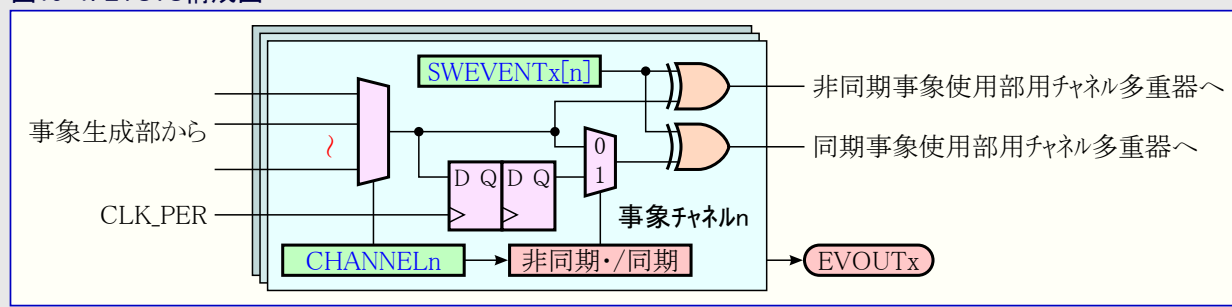 SWEVENTx[n]
非同期事象使用部用チャネル多重器へ
事象生成部から
0
1
同期事象使用部用チャネル多重器へ
D Q D Q
CLK_PER
事象チャネルn
CHANNELn
非同期・/同期
EVOUTx